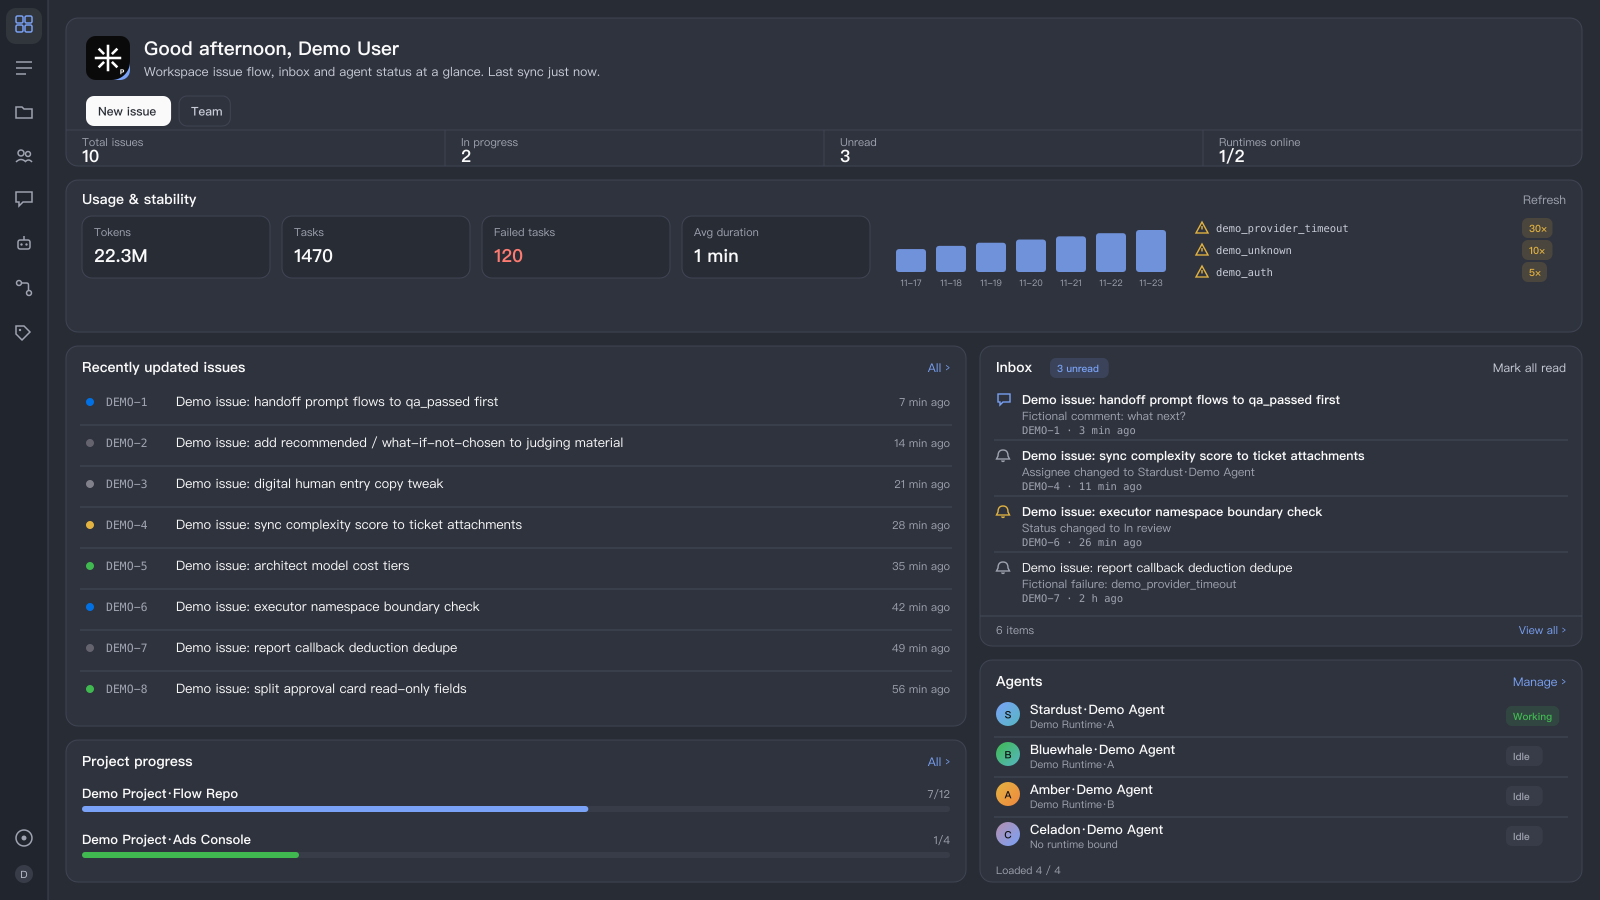 Good afternoon, Demo User
Workspace issue flow, inbox and agent status at a glance. Last sync just now.
New issue
Team
Total issues
10
In progress
2
Unread
3
Runtimes online
1/2
Usage & stability
Refresh
Tokens
22.3M
Tasks
1470
Failed tasks
120
Avg duration
1 min
11-17
11-18
11-19
11-20
11-21
11-22
11-23
demo_provider_timeout
30×
demo_unknown
10×
demo_auth
5×
Recently updated issues
All ›
DEMO-1 Demo issue: handoff prompt flows to qa_passed first 7 min ago
DEMO-2 Demo issue: add recommended / what-if-not-chosen to judging material 14 min ago
DEMO-3 Demo issue: digital human entry copy tweak 21 min ago
DEMO-4 Demo issue: sync complexity score to ticket attachments 28 min ago
DEMO-5 Demo issue: architect model cost tiers 35 min ago
DEMO-6 Demo issue: executor namespace boundary check 42 min ago
DEMO-7 Demo issue: report callback deduction dedupe 49 min ago
DEMO-8 Demo issue: split approval card read-only fields 56 min ago
Project progress
All ›
Demo Project·Flow Repo 7/12
Demo Project·Ads Console 1/4
Inbox
3 unread
Mark all read
Demo issue: handoff prompt flows to qa_passed first
Fictional comment: what next?
DEMO-1 · 3 min ago
Demo issue: sync complexity score to ticket attachments
Assignee changed to Stardust·Demo Agent
DEMO-4 · 11 min ago
Demo issue: executor namespace boundary check
Status changed to In review
DEMO-6 · 26 min ago
Demo issue: report callback deduction dedupe
Fictional failure: demo_provider_timeout
DEMO-7 · 2 h ago
6 items
View all ›
Agents
Manage ›
S
Stardust·Demo Agent
Demo Runtime·A
Working
B
Bluewhale·Demo Agent
Demo Runtime·A
Idle
A
Amber·Demo Agent
Demo Runtime·B
Idle
C
Celadon·Demo Agent
No runtime bound
Idle
Loaded 4 / 4
D
P